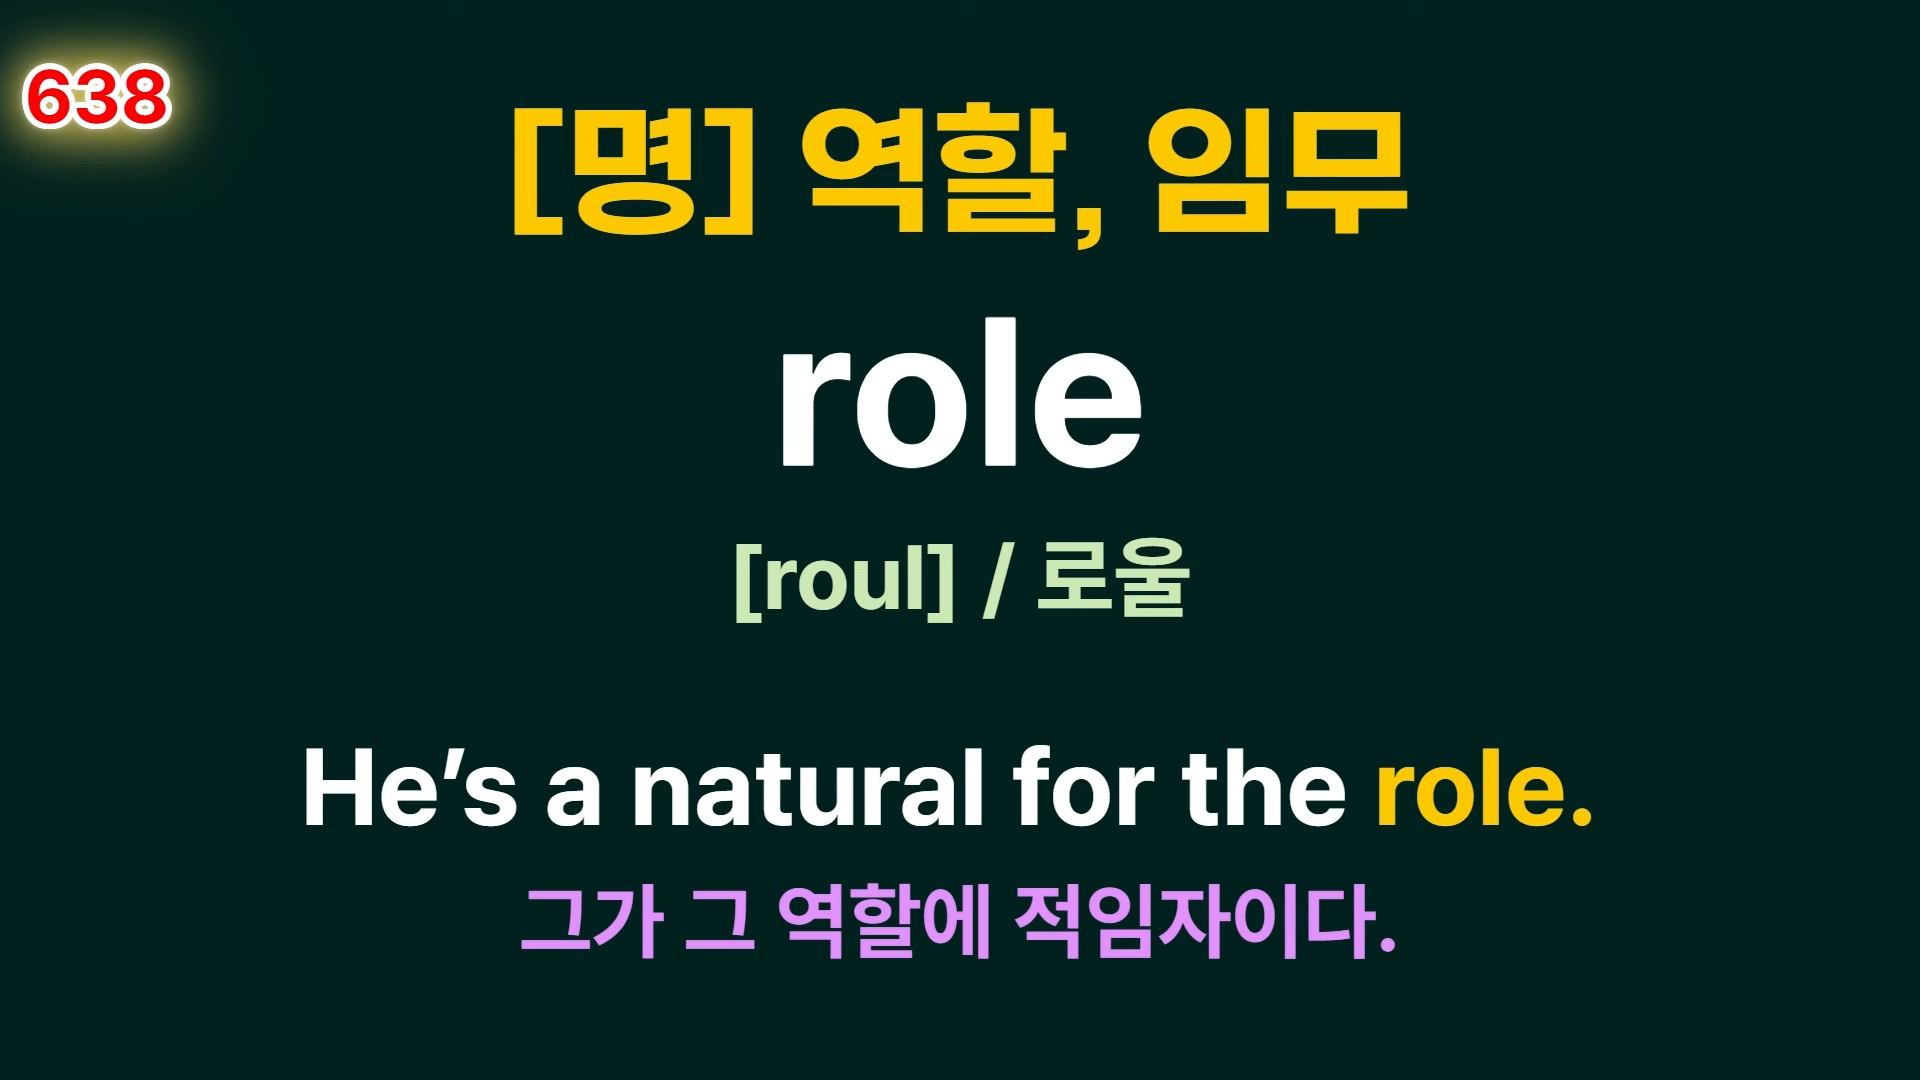 638
[명] 역할, 임무
role
[roul] / 로울
He’s a natural for the role.
그가 그 역할에 적임자이다.